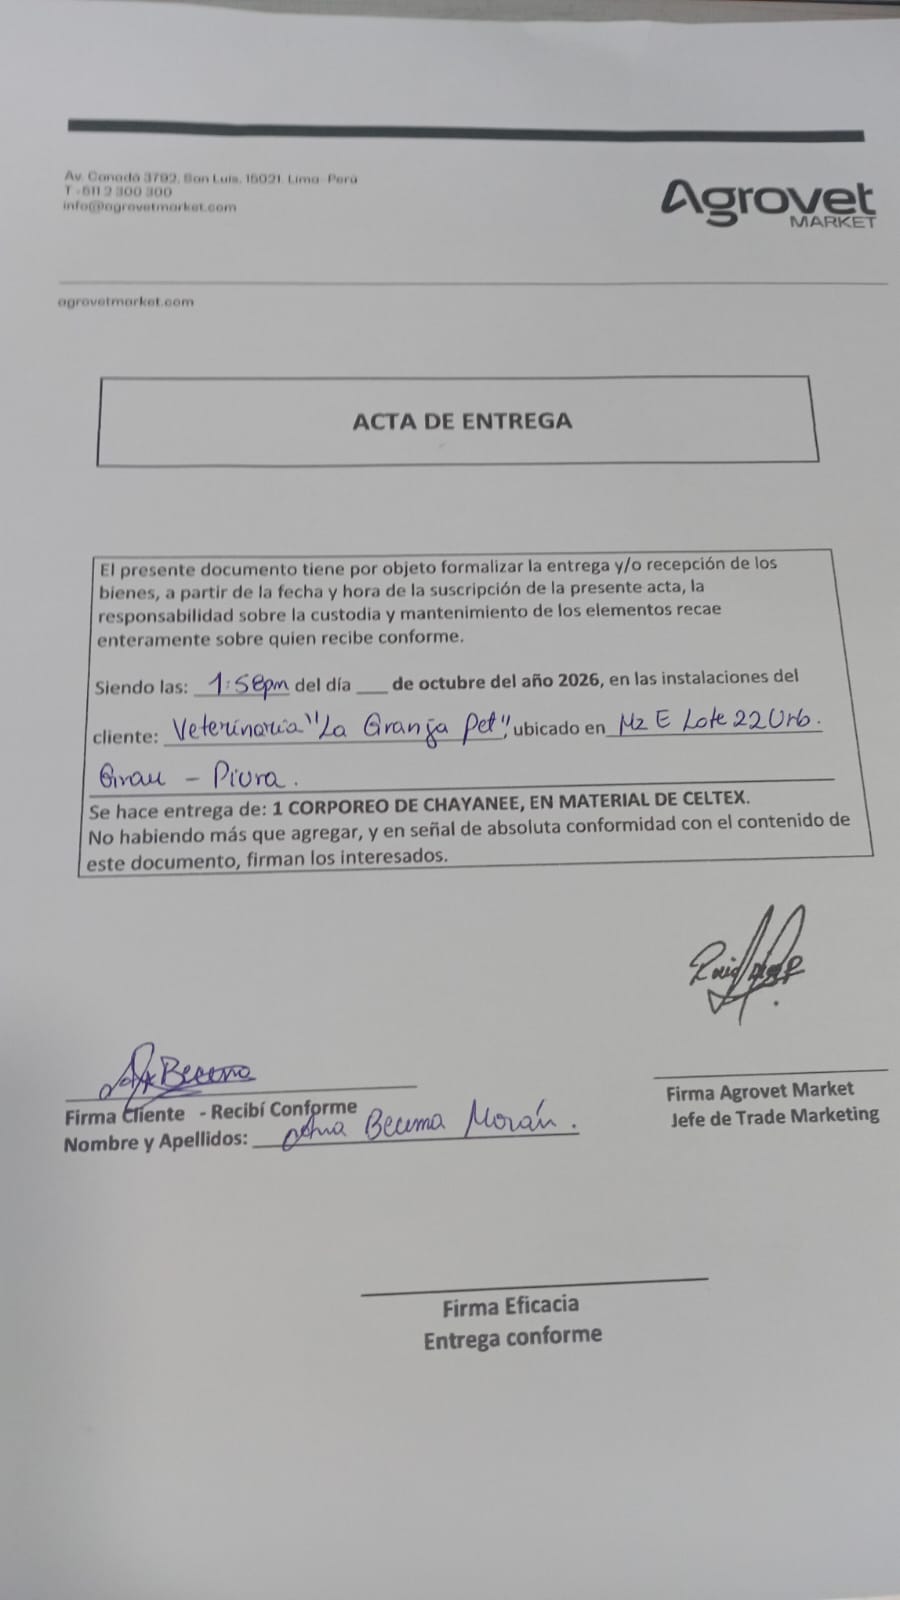 Av. Canadá 3792, San Luis, 15021, Lima - Perú
T +511 2 300 300
info@agrovetmarket.com
Agrovet
MARKET
agrovetmarket.com
ACTA DE ENTREGA
El presente documento tiene por objeto formalizar la entrega y/o recepción de los
bienes, a partir de la fecha y hora de la suscripción de la presente acta, la
responsabilidad sobre la custodia y mantenimiento de los elementos recae
enteramente sobre quien recibe conforme.
Siendo las: 1:58pm del día ___ de octubre del año 2026, en las instalaciones del
cliente: Veterinaria "La Granja Pet", ubicado en Mz E Lote 22 Urb.
Grau - Piura.
Se hace entrega de: 1 CORPOREO DE CHAYANEE, EN MATERIAL DE CELTEX.
No habiendo más que agregar, y en señal de absoluta conformidad con el contenido de
este documento, firman los interesados.
Firma Cliente - Recibí Conforme
Nombre y Apellidos: Ana Becerra Morán.
Firma Agrovet Market
Jefe de Trade Marketing
Firma Eficacia
Entrega conforme